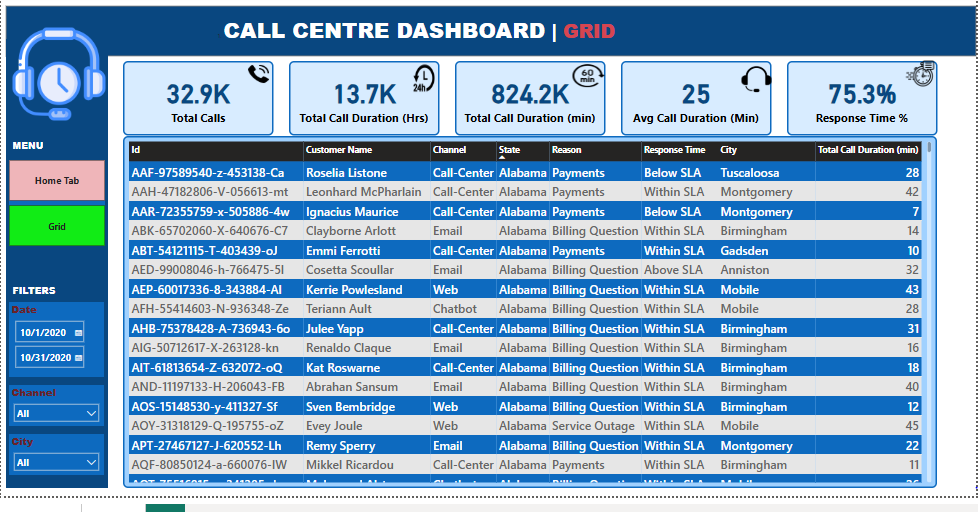 CALL CENTRE DASHBOARD | GRID
32.9K
Total Calls
24h
13.7K
Total Call Duration (Hrs)
60 min
824.2K
Total Call Duration (min)
25
Avg Call Duration (Min)
75.3%
Response Time %
MENU
Home Tab
Grid
FILTERS
Date
10/1/2020
10/31/2020
Channel
All
City
All
Id Customer Name Channel State Reason Response Time City Total Call Duration (min)
AAF-97589540-z-453138-Ca Roselia Listone Call-Center Alabama Payments Below SLA Tuscaloosa 28
AAH-47182806-V-056613-mt Leonhard McPharlain Call-Center Alabama Payments Within SLA Montgomery 42
AAR-72355759-x-505886-4w Ignacius Maurice Call-Center Alabama Payments Below SLA Montgomery 7
ABK-65702060-X-640676-C7 Clayborne Arlott Email Alabama Billing Question Within SLA Birmingham 14
ABT-54121115-T-403439-oJ Emmi Ferrotti Call-Center Alabama Payments Within SLA Gadsden 10
AED-99008046-h-766475-5I Cosetta Scoullar Email Alabama Billing Question Above SLA Anniston 32
AEP-60017336-8-343884-AI Kerrie Powlesland Web Alabama Billing Question Within SLA Mobile 43
AFH-55414603-N-936348-Ze Teriann Ault Chatbot Alabama Billing Question Within SLA Mobile 28
AHB-75378428-A-736943-6o Julee Yapp Call-Center Alabama Billing Question Within SLA Birmingham 31
AIG-50712617-X-263128-kn Renaldo Claque Email Alabama Billing Question Within SLA Birmingham 16
AIT-61813654-Z-632072-oQ Kat Roswarne Call-Center Alabama Billing Question Within SLA Birmingham 18
AND-11197133-H-206043-FB Abrahan Sansum Email Alabama Billing Question Within SLA Birmingham 40
AOS-15148530-y-411327-Sf Sven Bembridge Web Alabama Billing Question Within SLA Birmingham 12
AOY-31318129-Q-195755-oZ Evey Joule Web Alabama Service Outage Within SLA Mobile 45
APT-27467127-J-620552-Lh Remy Sperry Email Alabama Billing Question Within SLA Montgomery 22
AQF-80850124-a-660076-IW Mikkel Ricardou Call-Center Alabama Payments Within SLA Birmingham 11